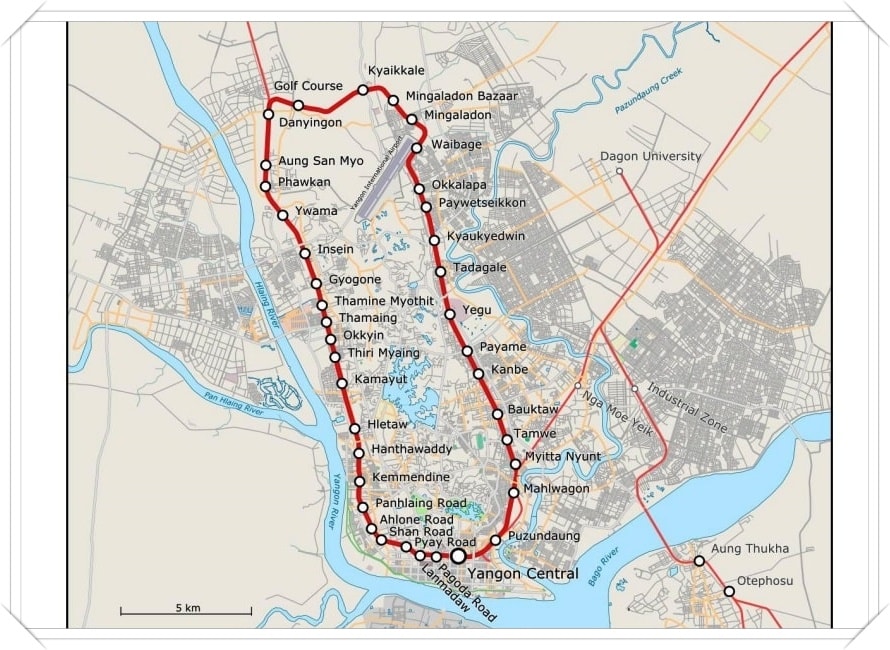 Kyaikkale
Golf Course
Mingaladon Bazaar
Danyingon
Mingaladon
Pazundaung Creek
Waibage
Yangon International Airport
Dagon University
Aung San Myo
Phawkan
Okkalapa
Paywetseikkon
Ywama
Kyaukyedwin
Insein
Tadagale
Gyogone
Hlaing River
Thamine Myothit
Yegu
Thamaing
Okkyin
Payame
Thiri Myaing
Kanbe
Kamayut
Pan Hlaing River
Nga Moe Yeik
Industrial Zone
Bauktaw
Hletaw
Tamwe
Hanthawaddy
Myitta Nyunt
Kemmendine
Mahlwagon
Yangon River
Panhlaing Road
Ahlone Road
Shan Road
Puzundaung
Pyay Road
Aung Thukha
Bago River
Yangon Central
Pagoda Road
Lanmadaw
Otephosu
5 km